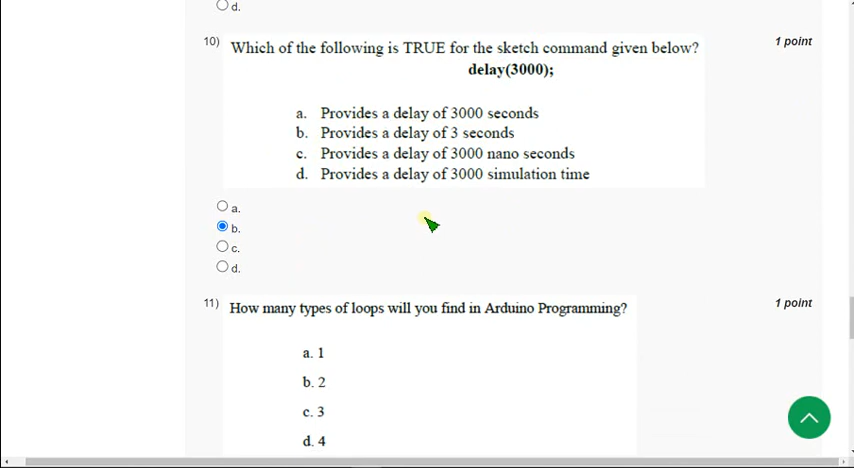 d.
10) Which of the following is TRUE for the sketch command given below? 1 point
delay(3000);
a. Provides a delay of 3000 seconds
b. Provides a delay of 3 seconds
c. Provides a delay of 3000 nano seconds
d. Provides a delay of 3000 simulation time
a.
b.
c.
d.
11) How many types of loops will you find in Arduino Programming? 1 point
a. 1
b. 2
c. 3
d. 4